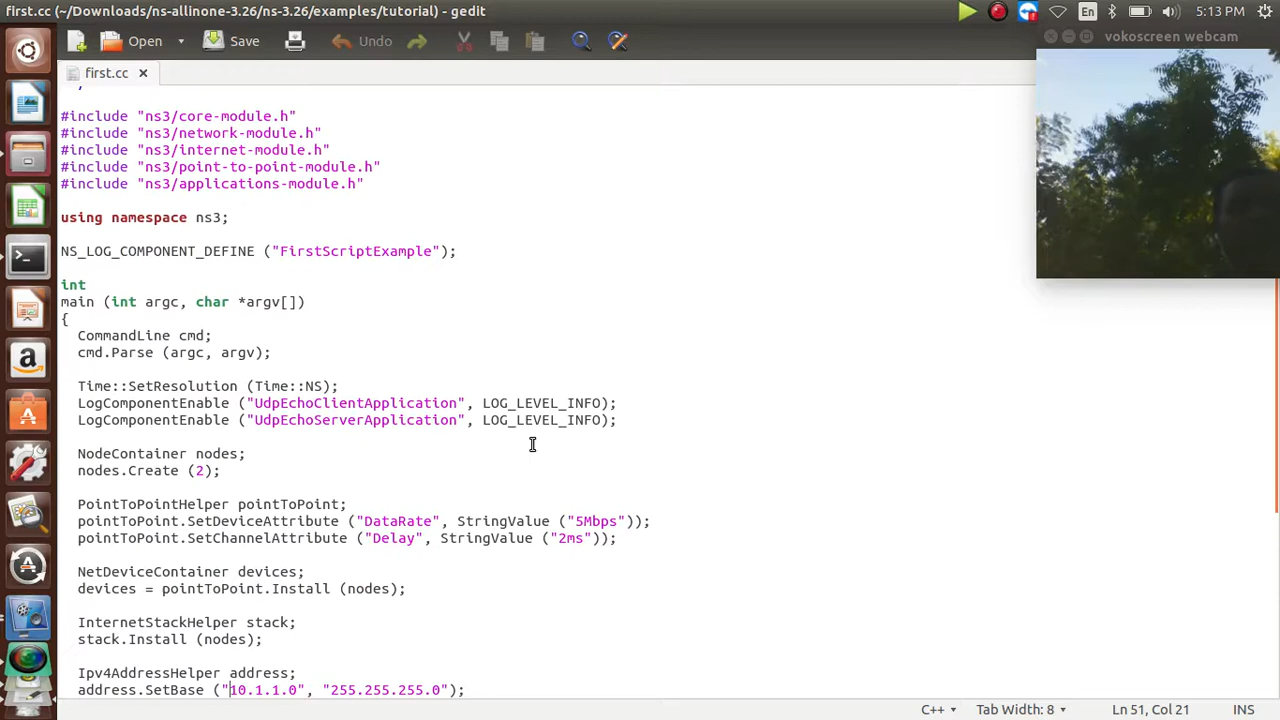 first.cc (~/Downloads/ns-allinone-3.26/ns-3.26/examples/tutorial) - gedit
En
5:13 PM
Open
Save
Undo
vokoscreen webcam
first.cc
#include "ns3/core-module.h"
#include "ns3/network-module.h"
#include "ns3/internet-module.h"
#include "ns3/point-to-point-module.h"
#include "ns3/applications-module.h"
using namespace ns3;
NS_LOG_COMPONENT_DEFINE ("FirstScriptExample");
int
main (int argc, char *argv[])
{
CommandLine cmd;
cmd.Parse (argc, argv);
Time::SetResolution (Time::NS);
LogComponentEnable ("UdpEchoClientApplication", LOG_LEVEL_INFO);
LogComponentEnable ("UdpEchoServerApplication", LOG_LEVEL_INFO);
NodeContainer nodes;
nodes.Create (2);
PointToPointHelper pointToPoint;
pointToPoint.SetDeviceAttribute ("DataRate", StringValue ("5Mbps"));
pointToPoint.SetChannelAttribute ("Delay", StringValue ("2ms"));
NetDeviceContainer devices;
devices = pointToPoint.Install (nodes);
InternetStackHelper stack;
stack.Install (nodes);
Ipv4AddressHelper address;
address.SetBase ("10.1.1.0", "255.255.255.0");
C++
Tab Width: 8
Ln 51, Col 21
INS